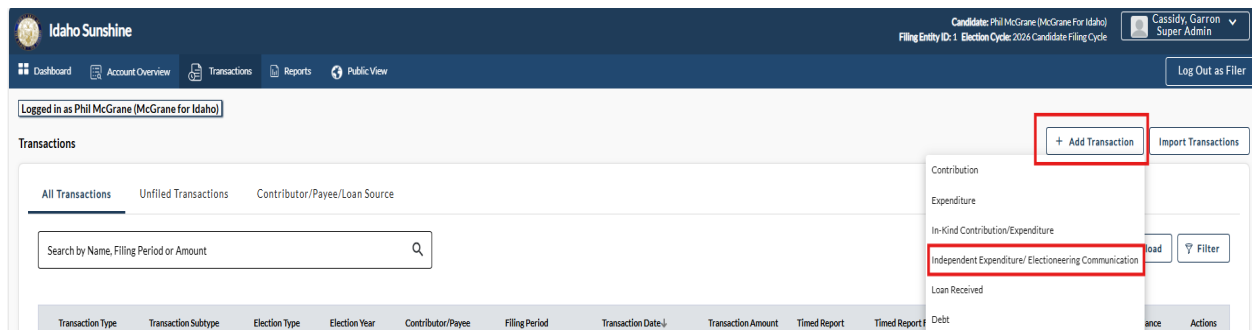 Idaho Sunshine
Candidate: Phil McGrane (McGrane For Idaho)
Filing Entity ID: 1 Election Cycle: 2026 Candidate Filing Cycle
Cassidy, Garron
Super Admin
Dashboard Account Overview Transactions Reports Public View Log Out as Filer
Logged in as Phil McGrane (McGrane for Idaho)
Transactions
+ Add Transaction Import Transactions
Contribution
All Transactions Unfiled Transactions Contributor/Payee/Loan Source
Expenditure
In-Kind Contribution/Expenditure
Search by Name, Filing Period or Amount
load Filter
Independent Expenditure/ Electioneering Communication
Loan Received
Debt
Transaction Type Transaction Subtype Election Type Election Year Contributor/Payee Filing Period Transaction Date↓ Transaction Amount Timed Report Timed Report ance Actions